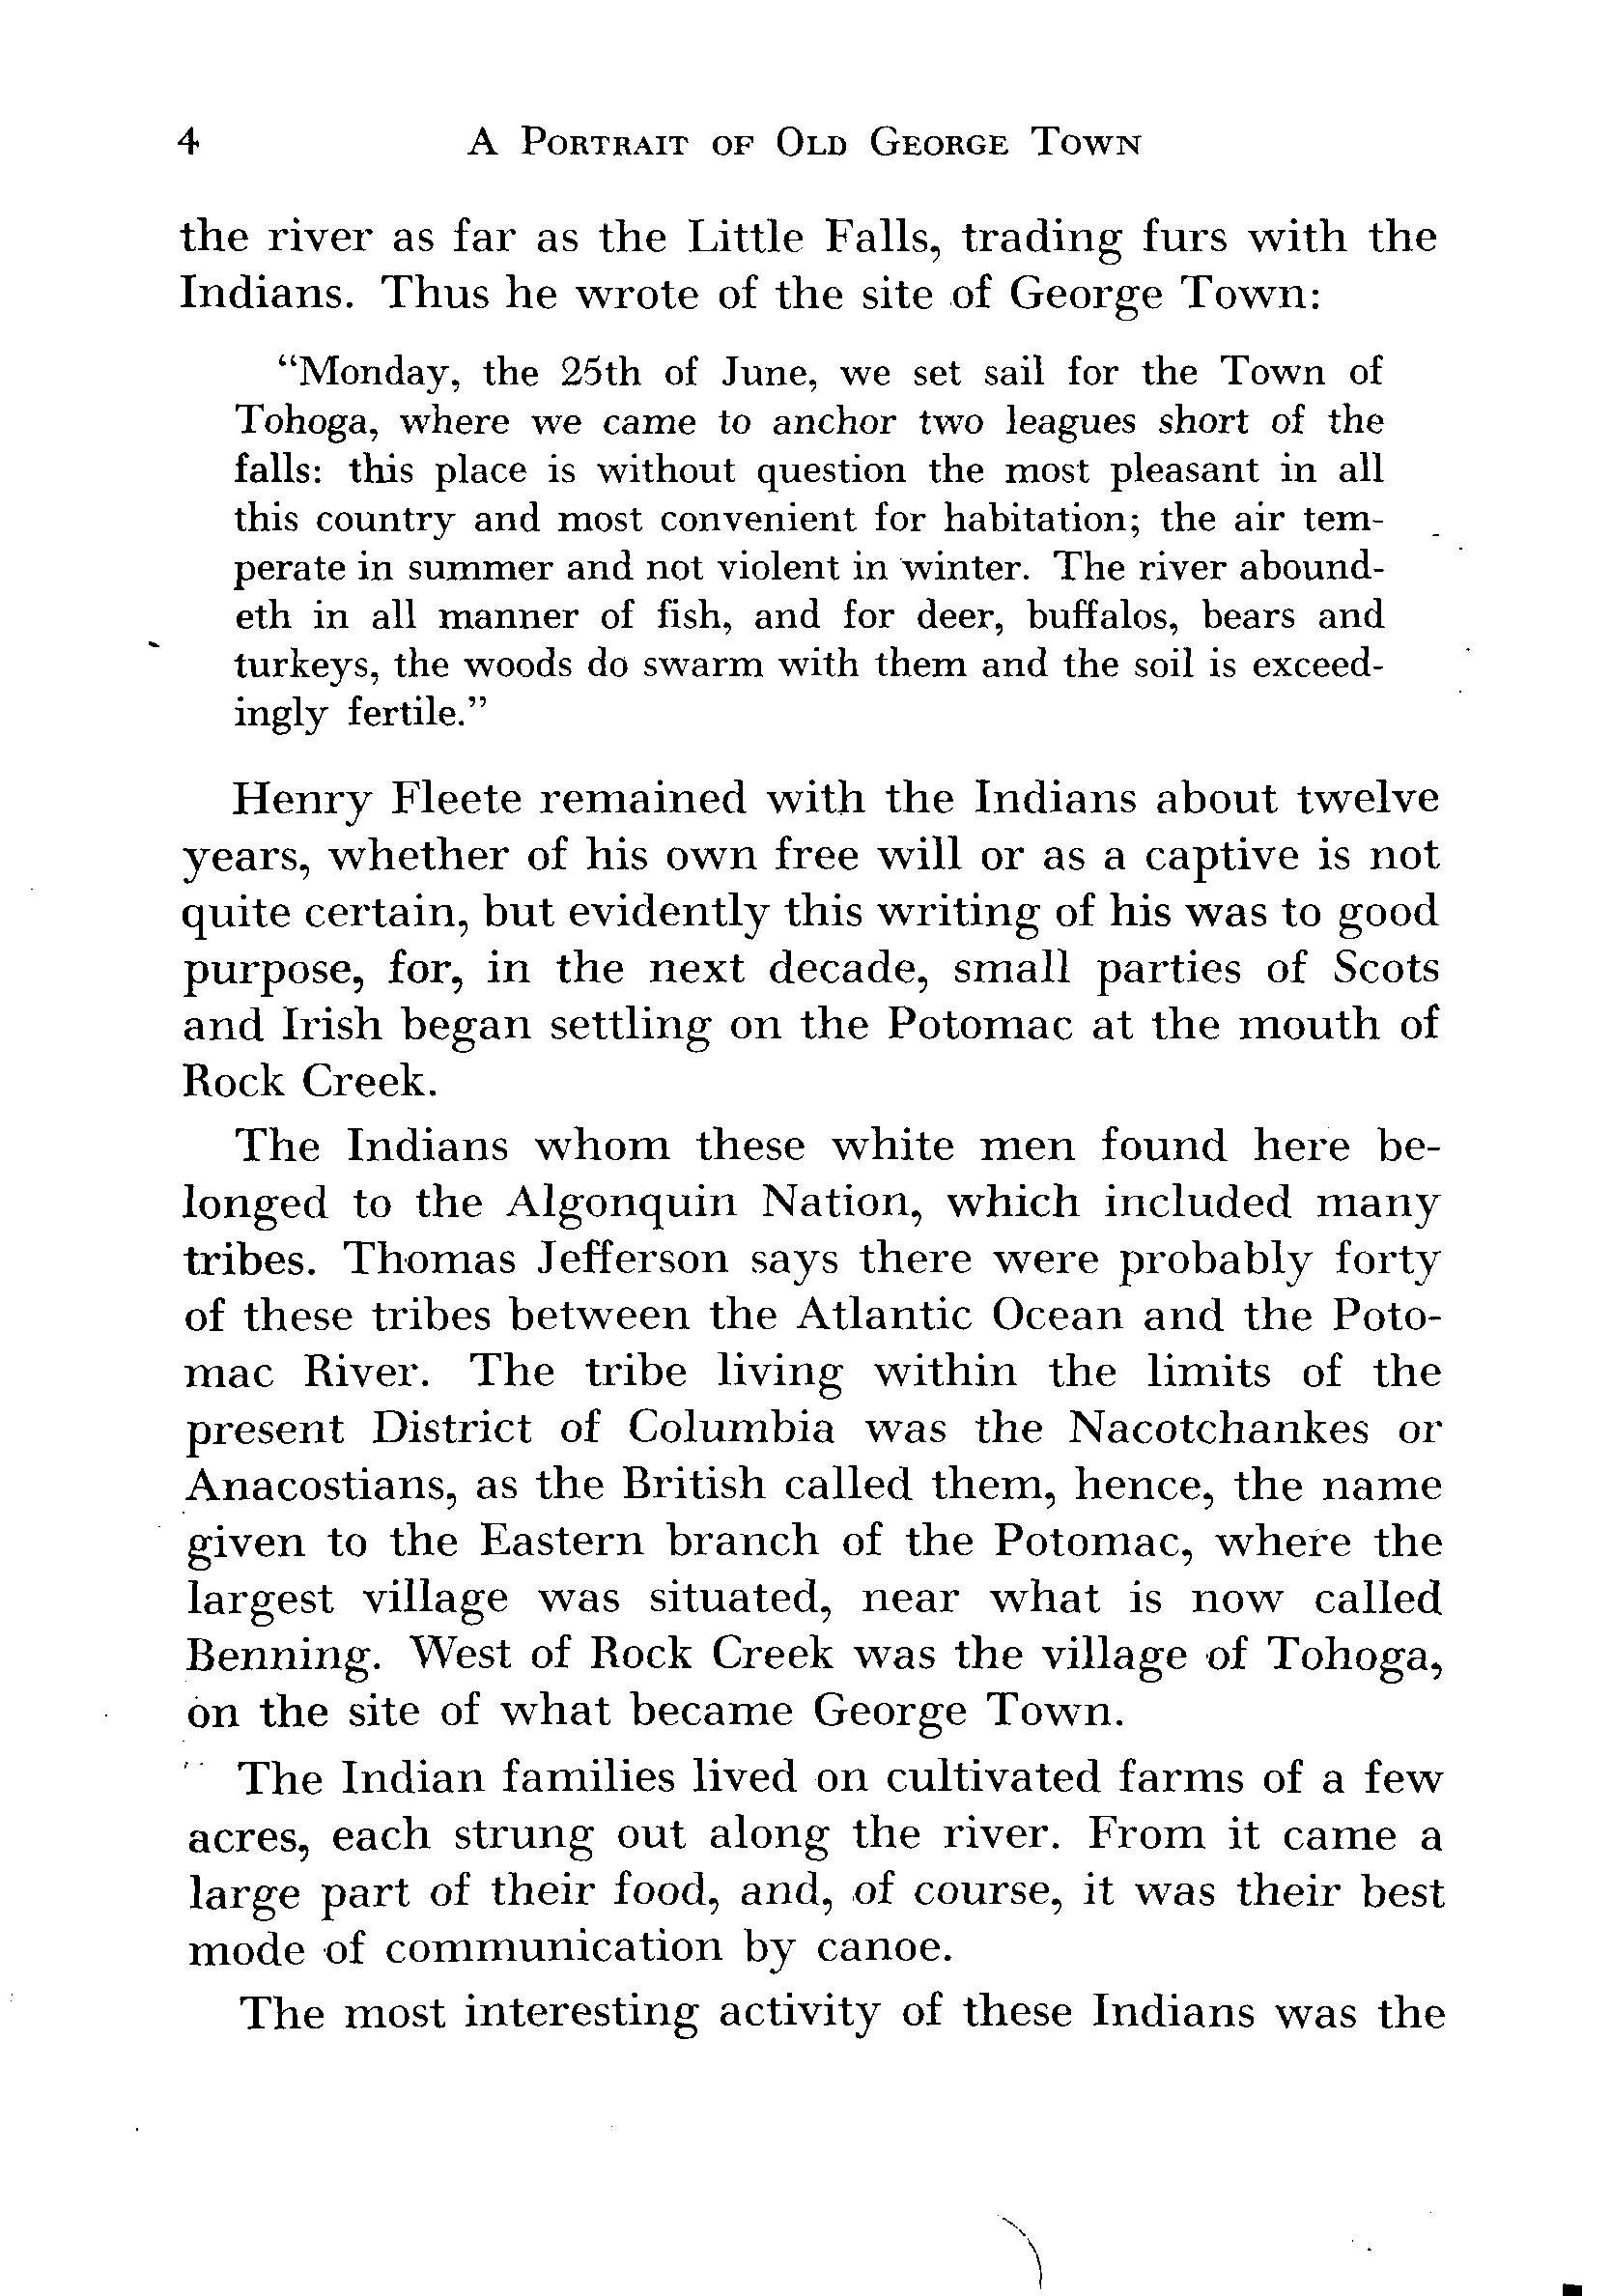 4 A Portrait of Old George Town
the river as far as the Little Falls, trading furs with the
Indians. Thus he wrote of the site of George Town:
“Monday, the 25th of June, we set sail for the Town of
Tohoga, where we came to anchor two leagues short of the
falls: this place is without question the most pleasant in all
this country and most convenient for habitation; the air tem-
perate in summer and not violent in winter. The river abound-
eth in all manner of fish, and for deer, buffalos, bears and
turkeys, the woods do swarm with them and the soil is exceed-
ingly fertile.”
Henry Fleete remained with the Indians about twelve
years, whether of his own free will or as a captive is not
quite certain, but evidently this writing of his was to good
purpose, for, in the next decade, small parties of Scots
and Irish began settling on the Potomac at the mouth of
Rock Creek.
The Indians whom these white men found here be-
longed to the Algonquin Nation, which included many
tribes. Thomas Jefferson says there were probably forty
of these tribes between the Atlantic Ocean and the Poto-
mac River. The tribe living within the limits of the
present District of Columbia was the Nacotchankes or
Anacostians, as the British called them, hence, the name
given to the Eastern branch of the Potomac, where the
largest village was situated, near what is now called
Benning. West of Rock Creek was the village of Tohoga,
on the site of what became George Town.
The Indian families lived on cultivated farms of a few
acres, each strung out along the river. From it came a
large part of their food, and, of course, it was their best
mode of communication by canoe.
The most interesting activity of these Indians was the